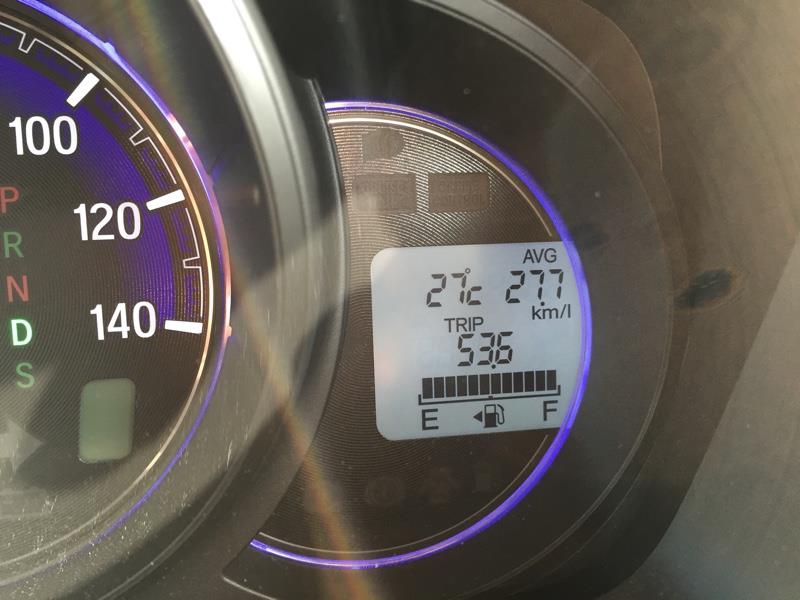 100
120
140
P
R
N
D
S
AVG
27°C 27.7
km/l
TRIP
53.6
E F